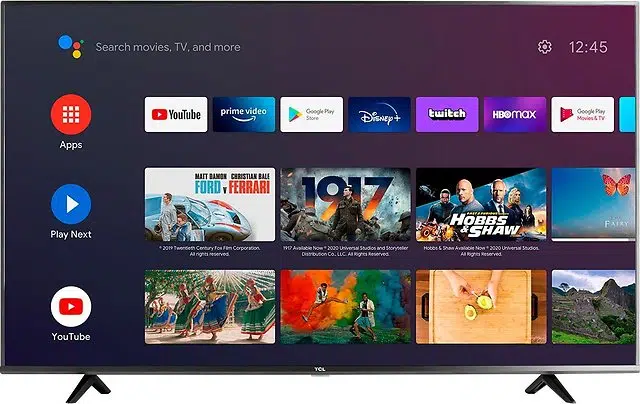 Search movies, TV, and more
12:45
Apps
YouTube
prime video
Google Play
Store
Disney+
twitch
HBOMAX
Google Play
Movies & TV
Play Next
MATT DAMON CHRISTIAN BALE
FORD v FERRARI
1917
FAST & FURIOUS
HOBBS
& SHAW
FAIRY
© 2019 Twentieth Century Fox Film Corporation.
All rights reserved.
1917 Available Now © 2020 Universal Studios and Storyteller
Distribution Co., LLC. All Rights Reserved.
Hobbs & Shaw Available Now © 2020 Universal Studios.
All Rights Reserved.
YouTube
TCL